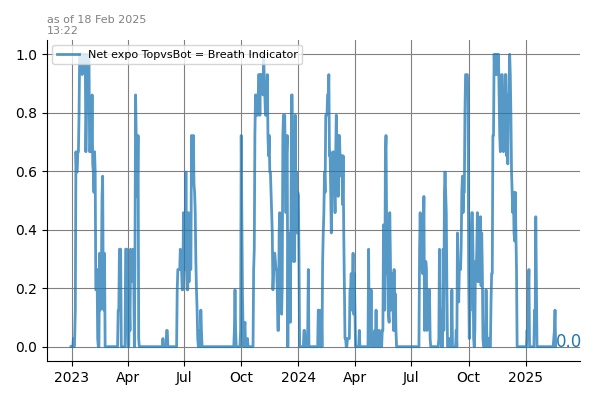 as of 18 Feb 2025
13:22
Net expo TopvsBot = Breath Indicator
1.0
0.8
0.6
0.4
0.2
0.0
0.0
2023 Apr Jul Oct 2024 Apr Jul Oct 2025